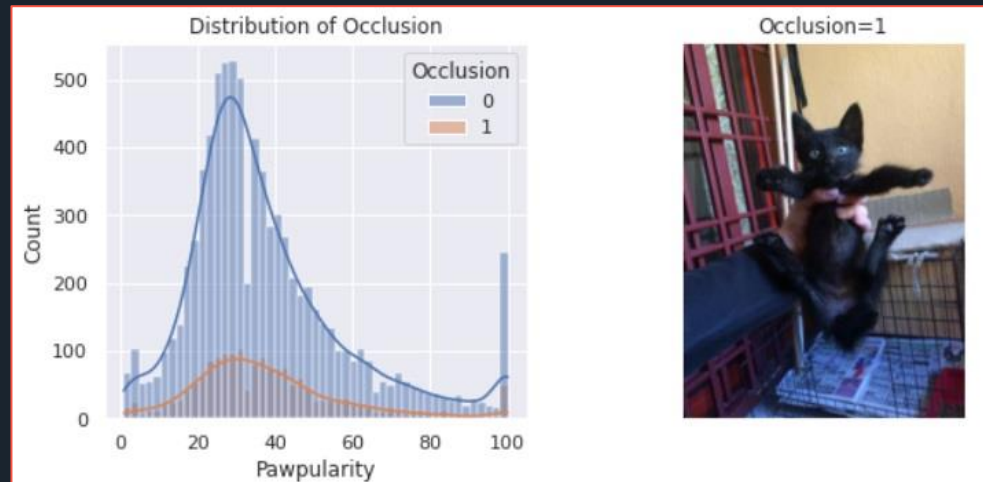 Distribution of Occlusion
Occlusion=1
Occlusion
0
1
500
400
300
200
100
0
Count
0 20 40 60 80 100
Pawpularity